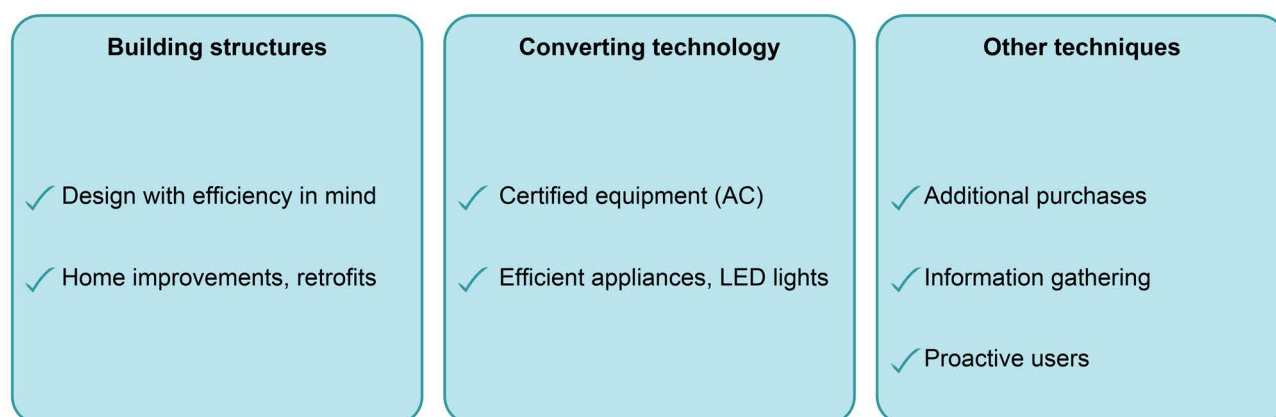 Building structures
Design with efficiency in mind
Home improvements, retrofits
Converting technology
Certified equipment (AC)
Efficient appliances, LED lights
Other techniques
Additional purchases
Information gathering
Proactive users